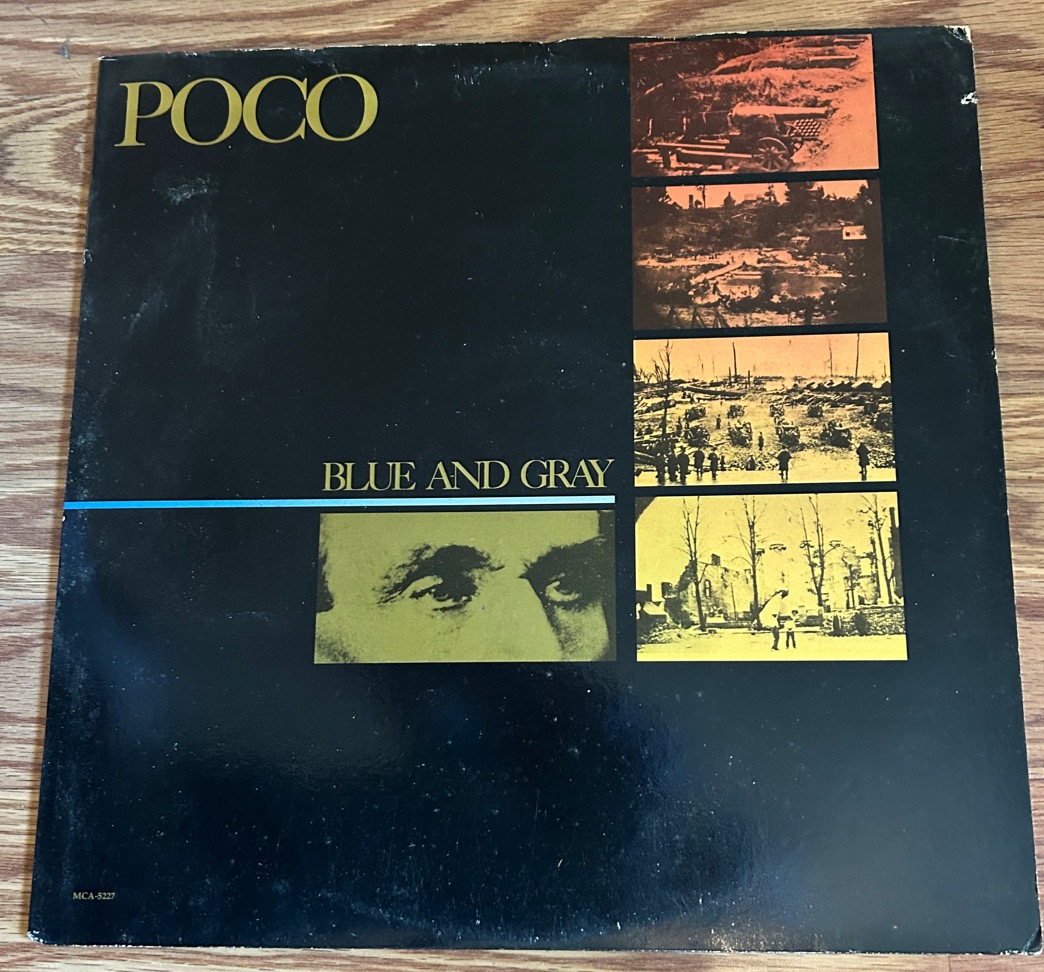 POCO
BLUE AND GRAY
MCA-5227